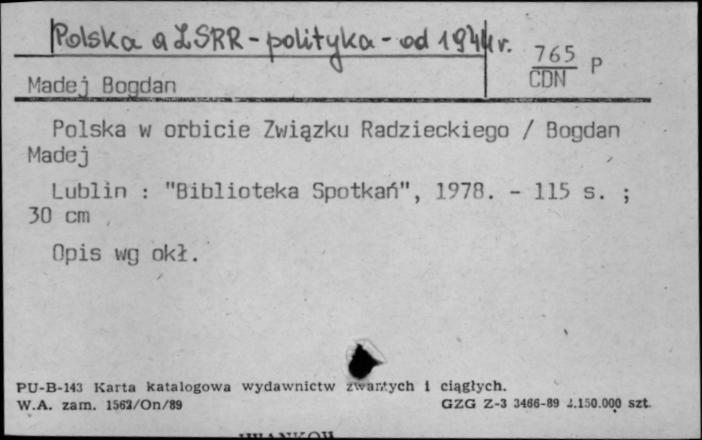 Polska a ZSRR - polityka - od 1944 r.
765 P
CDN
Madej Bogdan
Polska w orbicie Związku Radzieckiego / Bogdan
Madej
Lublin : "Biblioteka Spotkań", 1978. - 115 s. ;
30 cm
Opis wg okł.
PU-B-143 Karta katalogowa wydawnictw zwartych i ciągłych.
W.A. zam. 1562/On/89 GZG Z-3 3466-89 1.150.000 szt.